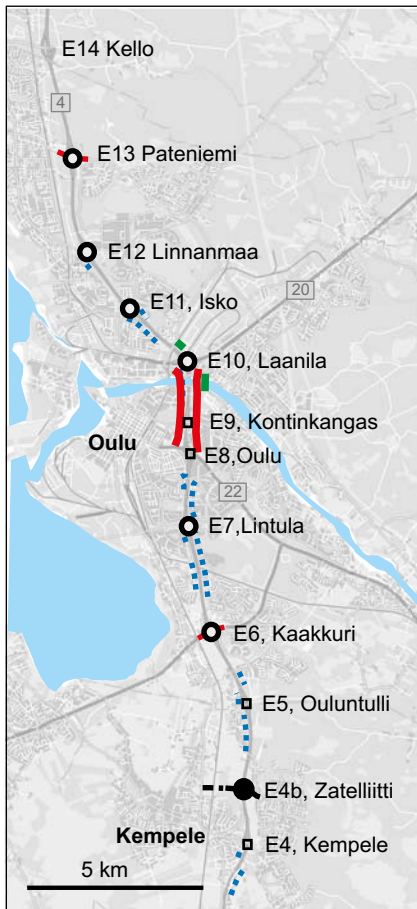 E14 Kello
4
E13 Pateniemi
E12 Linnanmaa
E11, Isko
20
E10, Laanila
E9, Kontinkangas
Oulu
E8,Oulu
22
E7,Lintula
E6, Kaakkuri
E5, Ouluntulli
E4b, Zatelliitti
Kempele
E4, Kempele
5 km